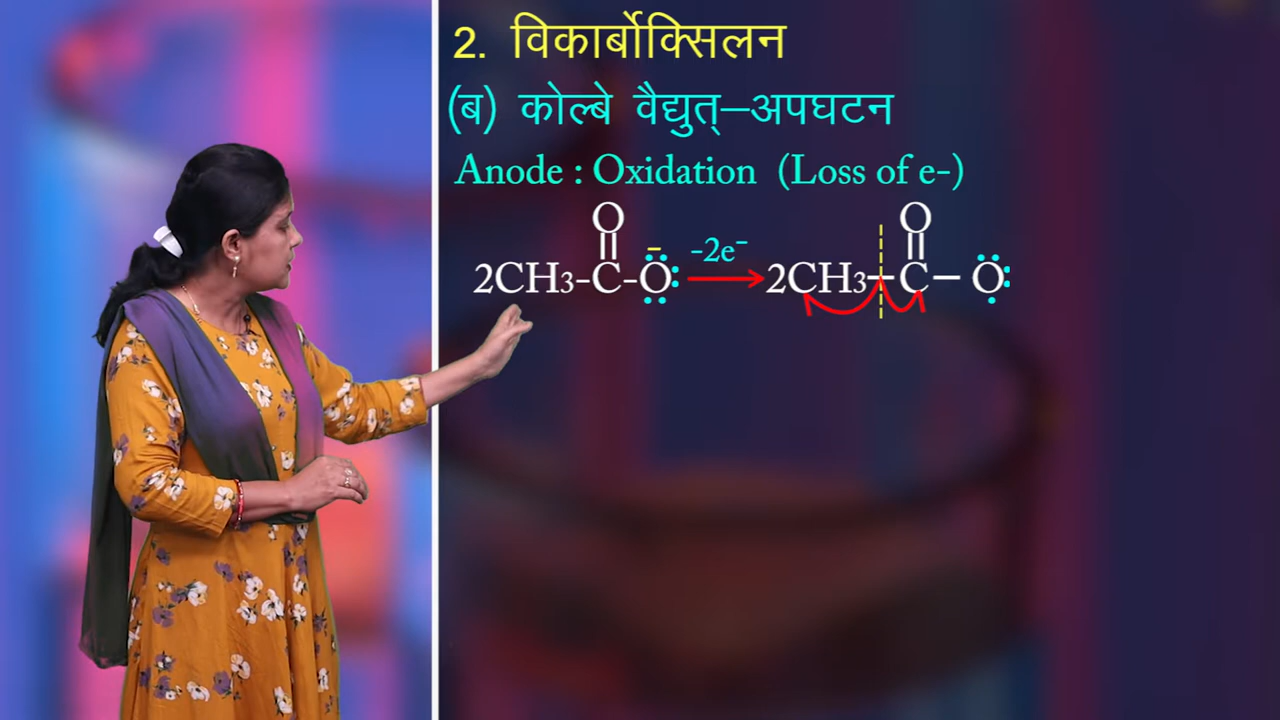 2. विकार्बोक्सिलन
(ब) कोल्बे वैद्युत्–अपघटन
Anode : Oxidation (Loss of e-)
O O
2CH3-C-O -2e⁻ 2CH3-C-O